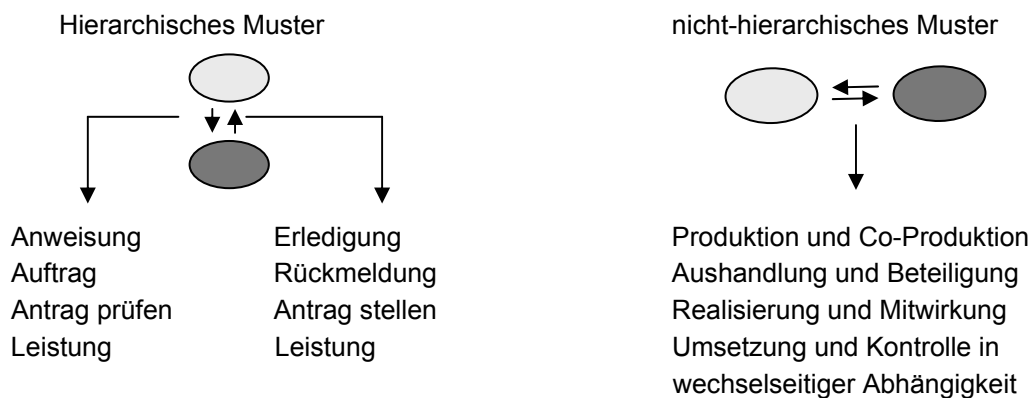 Hierarchisches Muster
nicht-hierarchisches Muster
Anweisung
Auftrag
Antrag prüfen
Leistung
Erledigung
Rückmeldung
Antrag stellen
Leistung
Produktion und Co-Produktion
Aushandlung und Beteiligung
Realisierung und Mitwirkung
Umsetzung und Kontrolle in
wechselseitiger Abhängigkeit